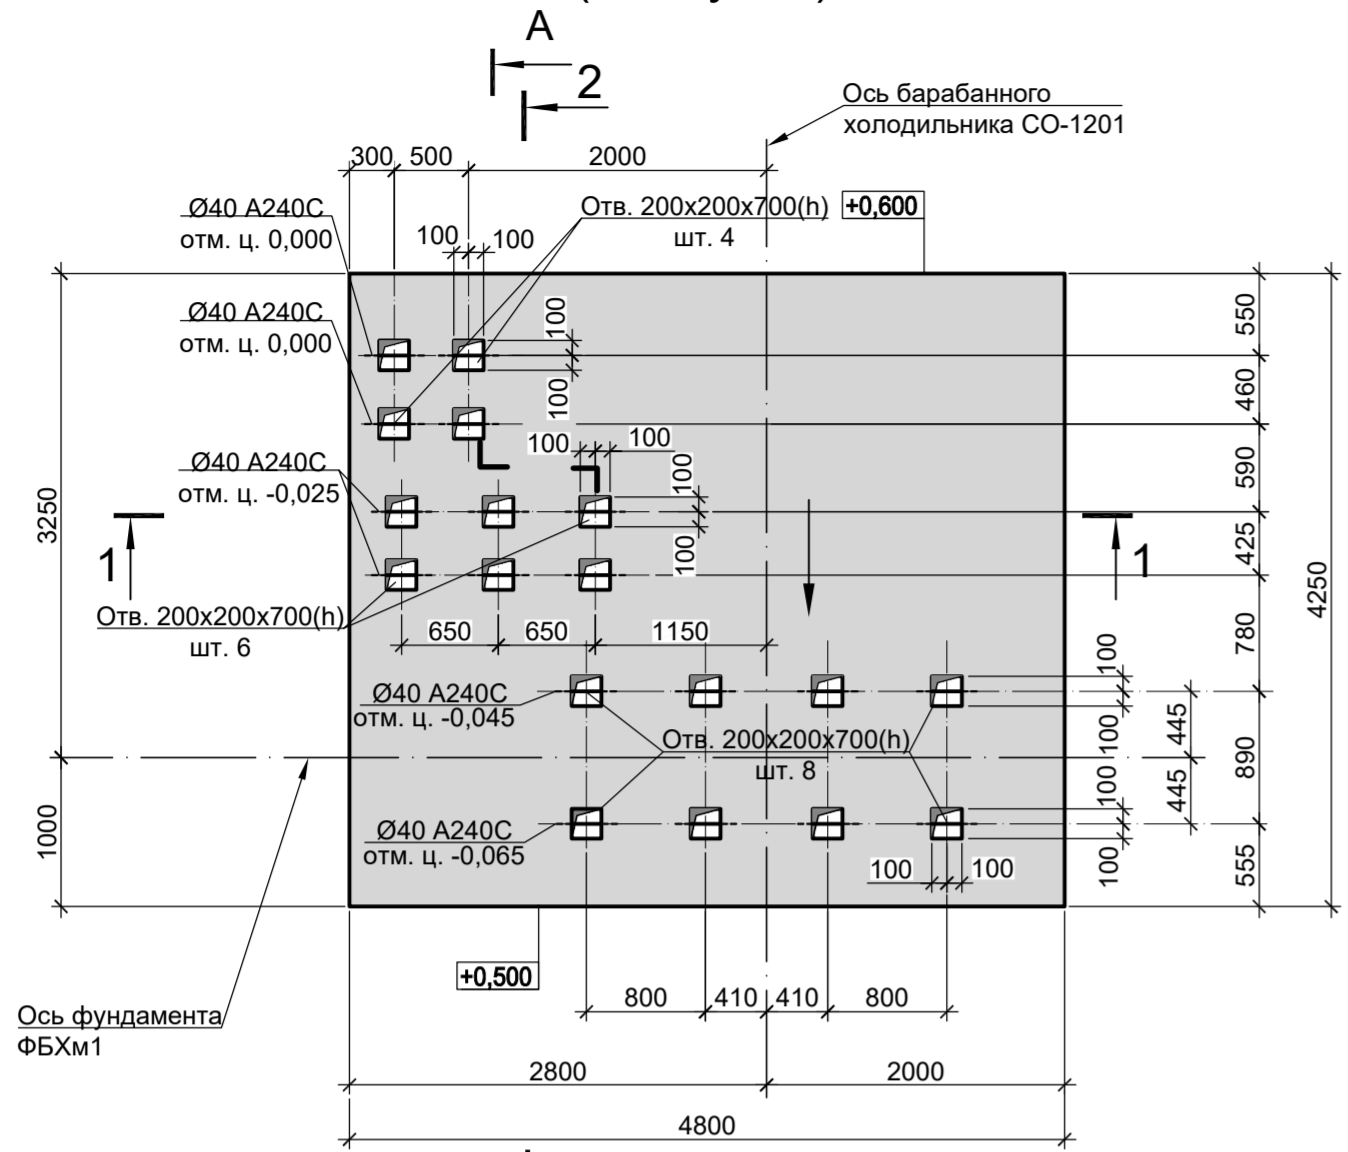 А
2
Ось барабанного
холодильника СО-1201
300
500
2000
Ø40 А240С
отм. ц. 0,000
Отв. 200х200х700(h)
шт. 4
+0,600
100
100
Ø40 А240С
отм. ц. 0,000
100
100
550
460
100
100
Ø40 А240С
отм. ц. -0,025
100
100
590
425
3250
1
1
4250
Отв. 200х200х700(h)
шт. 6
650
650
1150
780
Ø40 А240С
отм. ц. -0,045
100
100
445
Отв. 200х200х700(h)
шт. 8
890
1000
Ø40 А240С
отм. ц. -0,065
100
100
445
100
100
555
+0,500
800
410
410
800
Ось фундамента
ФБХм1
2800
2000
4800